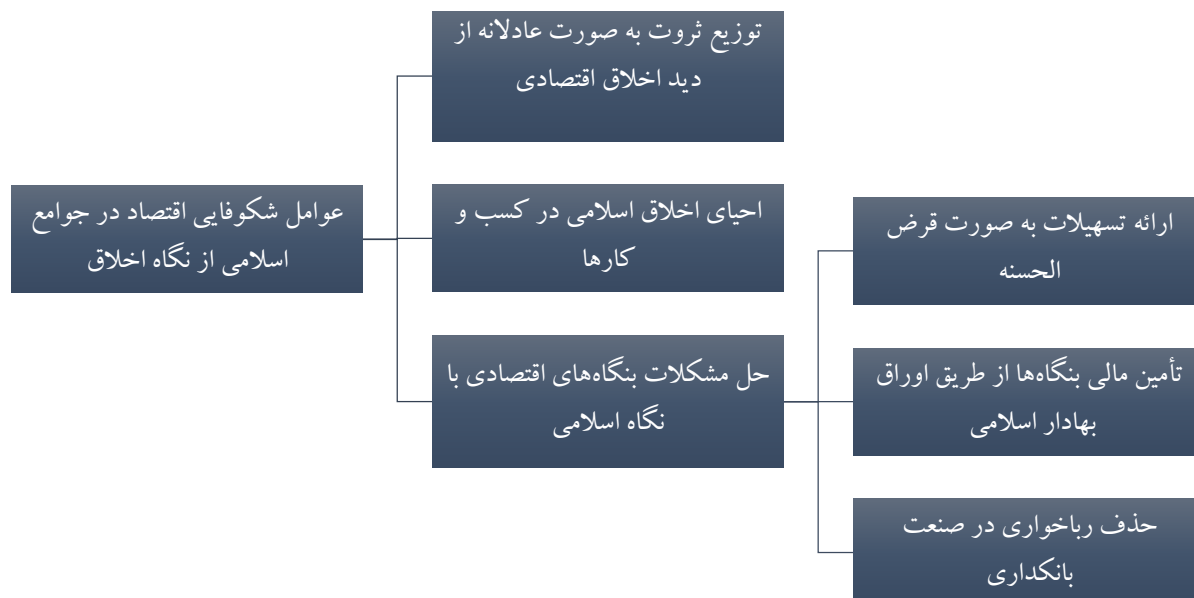 عوامل شکوفایی اقتصاد در جوامع
اسلامی از نگاه اخلاق
توزیع ثروت به صورت عادلانه از
دید اخلاق اقتصادی
احیای اخلاق اسلامی در کسب و
کارها
حل مشکلات بنگاه‌های اقتصادی با
نگاه اسلامی
ارائه تسهیلات به صورت قرض
الحسنه
تأمین مالی بنگاه‌ها از طریق اوراق
بهادار اسلامی
حذف رباخواری در صنعت
بانکداری